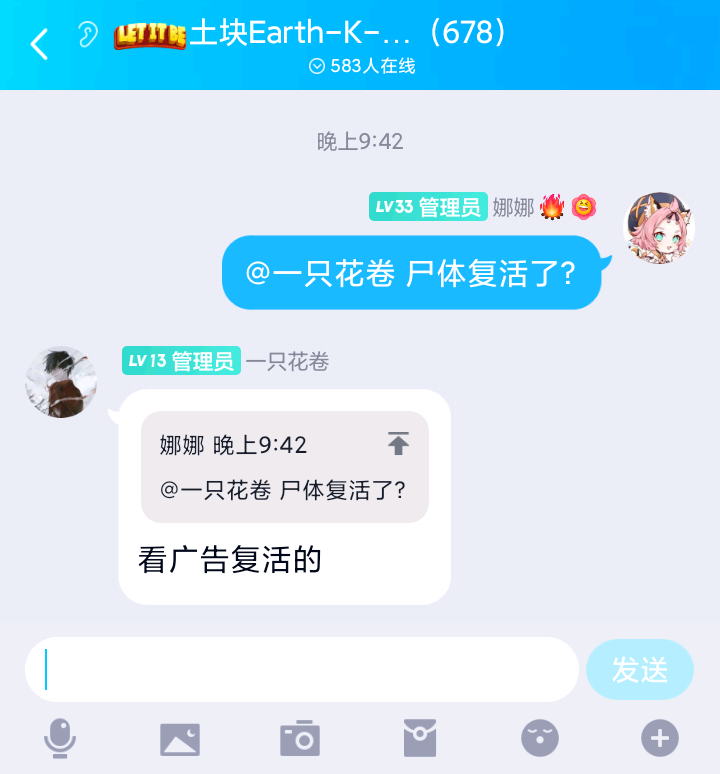 LET IT BE土块Earth-K-...（678）
583人在线
晚上9:42
LV33 管理员 娜娜
@一只花卷 尸体复活了?
LV13 管理员 一只花卷
娜娜 晚上9:42
@一只花卷 尸体复活了?
看广告复活的
发送